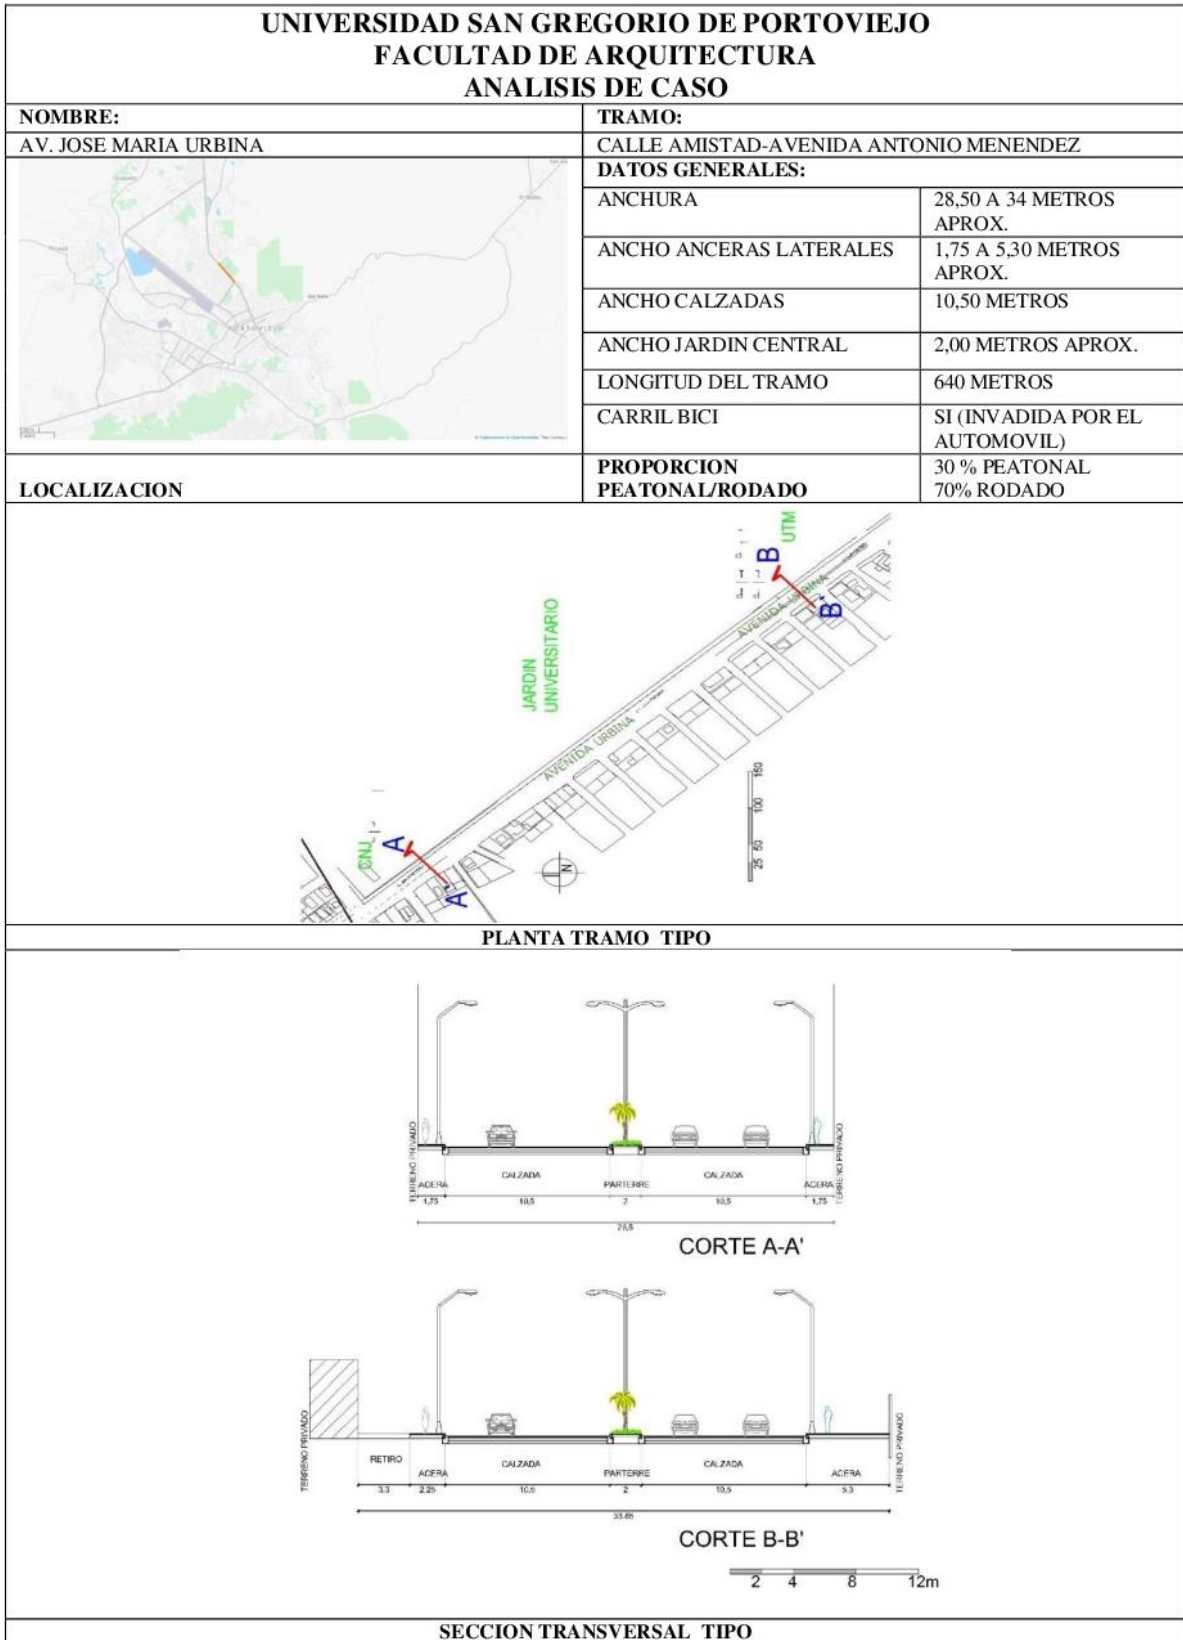 UNIVERSIDAD SAN GREGORIO DE PORTOVIEJO
FACULTAD DE ARQUITECTURA
ANALISIS DE CASO
NOMBRE:
TRAMO:
AV. JOSE MARIA URBINA
CALLE AMISTAD-AVENIDA ANTONIO MENENDEZ
DATOS GENERALES:
ANCHURA
28,50 A 34 METROS
APROX.
ANCHO ANCERAS LATERALES
1,75 A 5,30 METROS
APROX.
ANCHO CALZADAS
10,50 METROS
ANCHO JARDIN CENTRAL
2,00 METROS APROX.
LONGITUD DEL TRAMO
640 METROS
CARRIL BICI
SI (INVADIDA POR EL
AUTOMOVIL)
LOCALIZACION
PROPORCION
PEATONAL/RODADO
30 % PEATONAL
70% RODADO
UTM
B
B'
AVENIDA URBINA
JARDIN
UNIVERSITARIO
AVENIDA URBINA
CNJ
A
A'
N
25 50 100 150
PLANTA TRAMO TIPO
TERRENO PRIVADO
ACERA
CALZADA
PARTERRE
CALZADA
ACERA
TERRENO PRIVADO
1,75
10,5
2
10,5
1,75
CORTE A-A'
TERRENO PRIVADO
RETIRO
ACERA
CALZADA
PARTERRE
CALZADA
ACERA
TERRENO PRIVADO
3,3
2,25
10,5
2
10,5
5,3
33,85
CORTE B-B'
2 4 8 12m
SECCION TRANSVERSAL TIPO